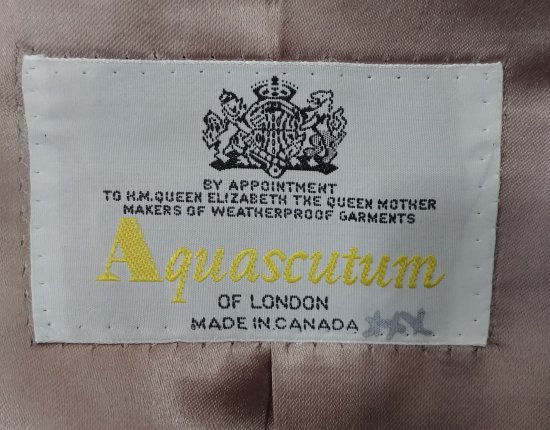 BY APPOINTMENT
TO H.M. QUEEN ELIZABETH THE QUEEN MOTHER
MAKERS OF WEATHERPROOF GARMENTS
Aquascutum
OF LONDON
MADE IN CANADA